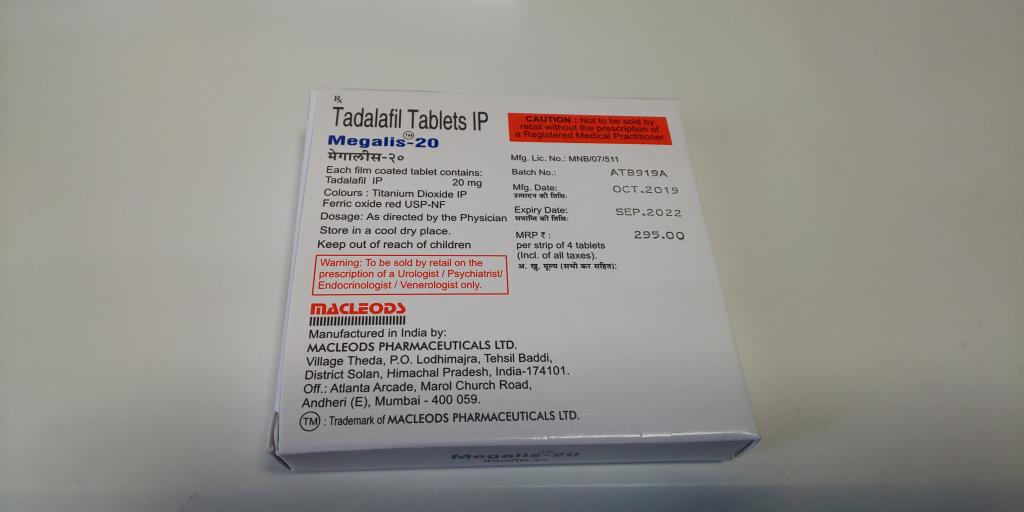 Rx
Tadalafil Tablets IP
Megalis-20 TM
मेगालीस-२०
Each film coated tablet contains:
Tadalafil IP 20 mg
Colours : Titanium Dioxide IP
Ferric oxide red USP-NF
Dosage: As directed by the Physician
Store in a cool dry place.
Keep out of reach of children
Warning: To be sold by retail on the
prescription of a Urologist / Psychiatrist/
Endocrinologist / Venerologist only.
MACLEODS
Manufactured in India by:
MACLEODS PHARMACEUTICALS LTD.
Village Theda, P.O. Lodhimajra, Tehsil Baddi,
District Solan, Himachal Pradesh, India-174101.
Off.: Atlanta Arcade, Marol Church Road,
Andheri (E), Mumbai - 400 059.
TM : Trademark of MACLEODS PHARMACEUTICALS LTD.
CAUTION : Not to be sold by
retail without the prescription of
a Registered Medical Practitioner.
Mfg. Lic. No.: MNB/07/511
Batch No.: ATB919A
Mfg. Date: OCT.2019
उत्पादन की तिथि:
Expiry Date: SEP.2022
समाप्ति की तिथि:
MRP ₹ : 295.00
per strip of 4 tablets
(Incl. of all taxes).
अ. खु. मूल्य (सभी कर सहित):
Megalis-20